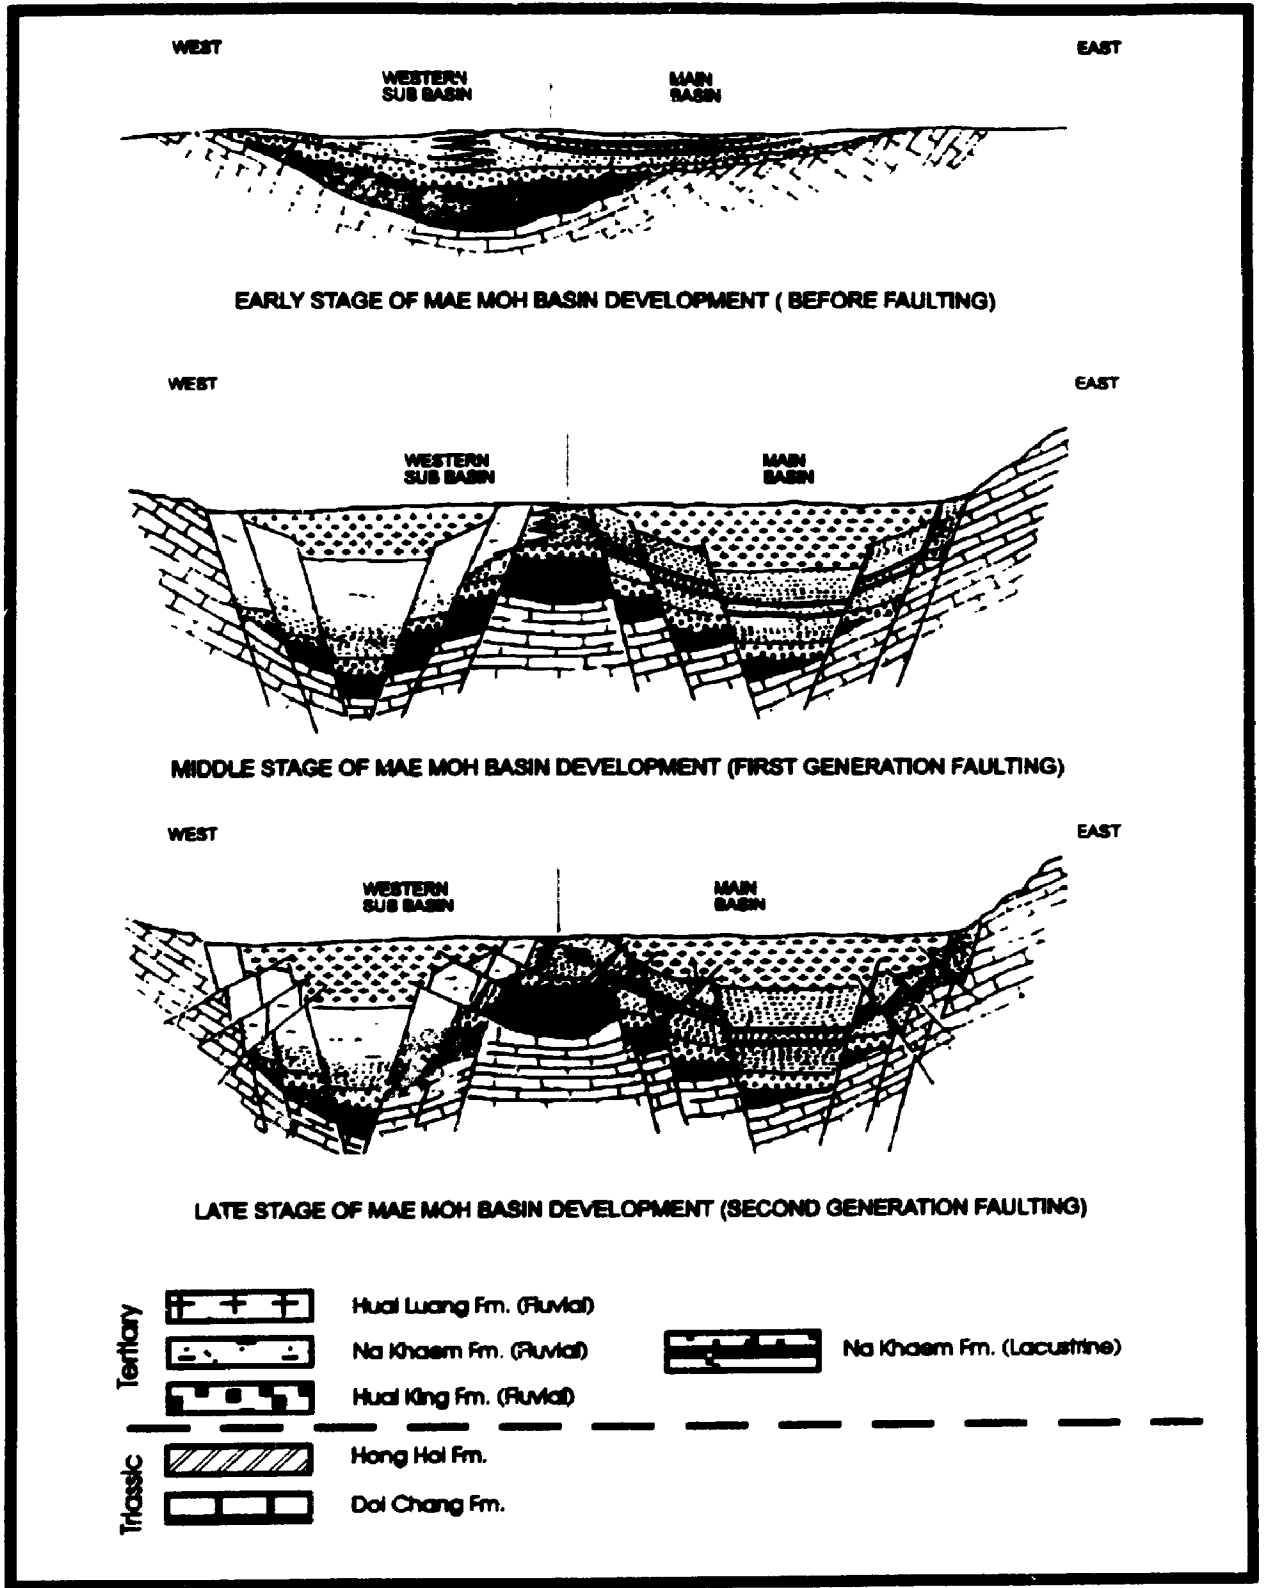 WEST
EAST
WESTERN
SUB BASIN
MAIN
BASIN
EARLY STAGE OF MAE MOH BASIN DEVELOPMENT ( BEFORE FAULTING)
WEST
EAST
WESTERN
SUB BASIN
MAIN
BASIN
MIDDLE STAGE OF MAE MOH BASIN DEVELOPMENT (FIRST GENERATION FAULTING)
WEST
EAST
WESTERN
SUB BASIN
MAIN
BASIN
LATE STAGE OF MAE MOH BASIN DEVELOPMENT (SECOND GENERATION FAULTING)
Tertiary
Huai Luang Fm. (Fluvial)
Na Khaem Fm. (Fluvial)
Na Khaem Fm. (Lacustrine)
Huai King Fm. (Fluvial)
Triassic
Hong Hoi Fm.
Doi Chang Fm.